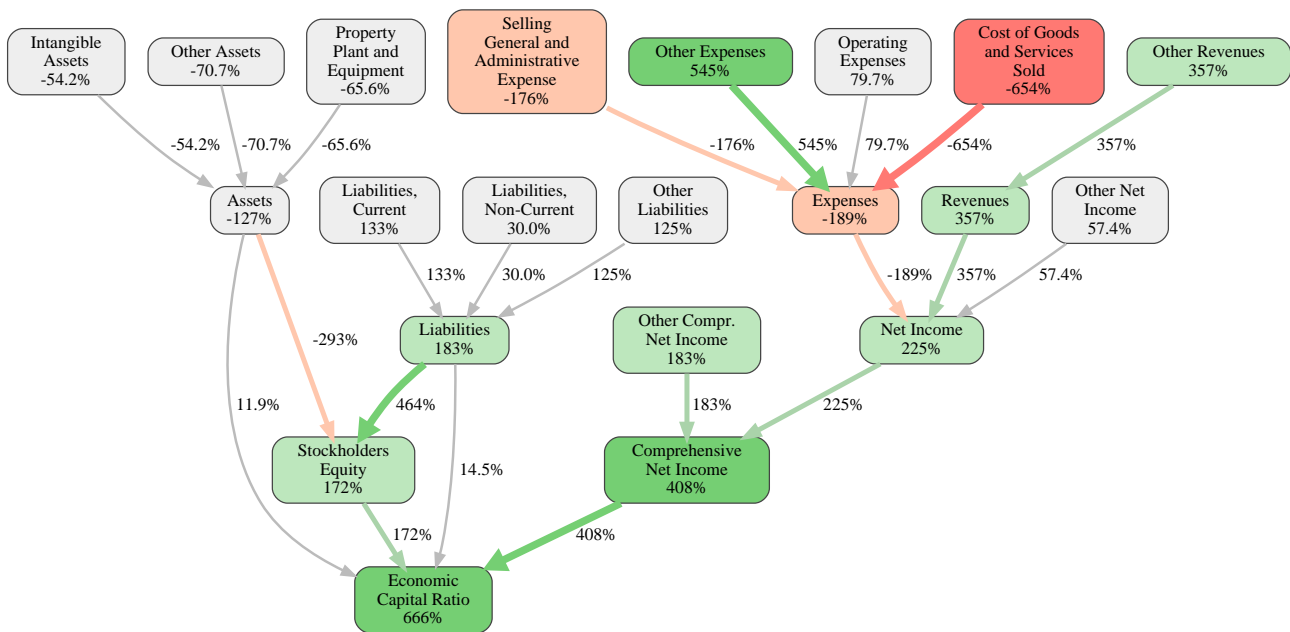 Intangible
Assets
-54.2%
Other Assets
-70.7%
Property
Plant and
Equipment
-65.6%
Selling
General and
Administrative
Expense
-176%
Other Expenses
545%
Operating
Expenses
79.7%
Cost of Goods
and Services
Sold
-654%
Other Revenues
357%
-54.2%
-70.7%
-65.6%
-176%
545%
79.7%
-654%
357%
Assets
-127%
Liabilities,
Current
133%
Liabilities,
Non-Current
30.0%
Other
Liabilities
125%
Expenses
-189%
Revenues
357%
Other Net
Income
57.4%
133%
30.0%
125%
-189%
357%
57.4%
-293%
Liabilities
183%
Other Compr.
Net Income
183%
Net Income
225%
11.9%
464%
183%
225%
Stockholders
Equity
172%
14.5%
Comprehensive
Net Income
408%
172%
408%
Economic
Capital Ratio
666%